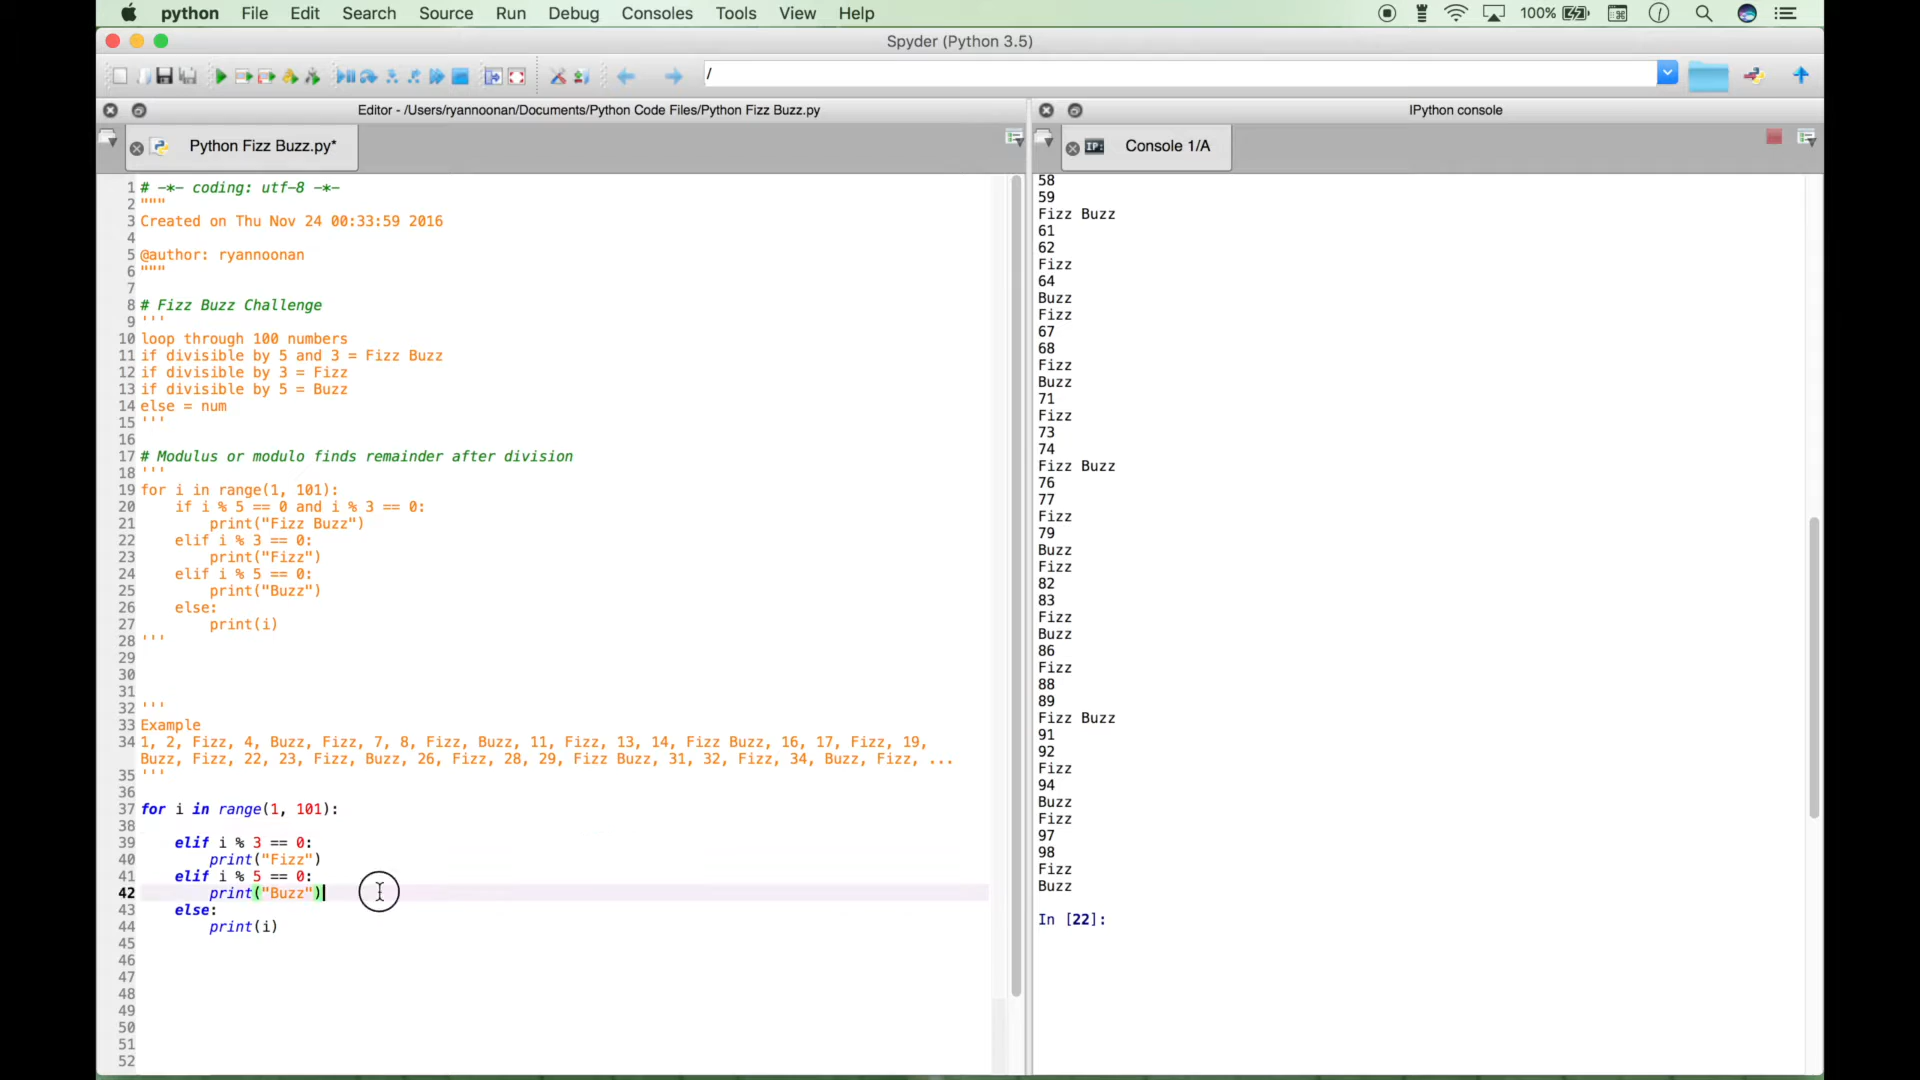 python File Edit Search Source Run Debug Consoles Tools View Help 100%
Spyder (Python 3.5)
/
Editor - /Users/ryannoonan/Documents/Python Code Files/Python Fizz Buzz.py
Python Fizz Buzz.py*
1 # -*- coding: utf-8 -*-
2 """
3 Created on Thu Nov 24 00:33:59 2016
4
5 @author: ryannoonan
6 """
7
8 # Fizz Buzz Challenge
9 '''
10 loop through 100 numbers
11 if divisible by 5 and 3 = Fizz Buzz
12 if divisible by 3 = Fizz
13 if divisible by 5 = Buzz
14 else = num
15 '''
16
17 # Modulus or modulo finds remainder after division
18 '''
19 for i in range(1, 101):
20     if i % 5 == 0 and i % 3 == 0:
21         print("Fizz Buzz")
22     elif i % 3 == 0:
23         print("Fizz")
24     elif i % 5 == 0:
25         print("Buzz")
26     else:
27         print(i)
28 '''
29
30
31
32 '''
33 Example
34 1, 2, Fizz, 4, Buzz, Fizz, 7, 8, Fizz, Buzz, 11, Fizz, 13, 14, Fizz Buzz, 16, 17, Fizz, 19,
Buzz, Fizz, 22, 23, Fizz, Buzz, 26, Fizz, 28, 29, Fizz Buzz, 31, 32, Fizz, 34, Buzz, Fizz, ...
35 '''
36
37 for i in range(1, 101):
38
39     elif i % 3 == 0:
40         print("Fizz")
41     elif i % 5 == 0:
42         print("Buzz")
43     else:
44         print(i)
45
46
47
48
49
50
51
52
IPython console
IP: Console 1/A
58
59
Fizz Buzz
61
62
Fizz
64
Buzz
Fizz
67
68
Fizz
Buzz
71
Fizz
73
74
Fizz Buzz
76
77
Fizz
79
Buzz
Fizz
82
83
Fizz
Buzz
86
Fizz
88
89
Fizz Buzz
91
92
Fizz
94
Buzz
Fizz
97
98
Fizz
Buzz
In [22]: